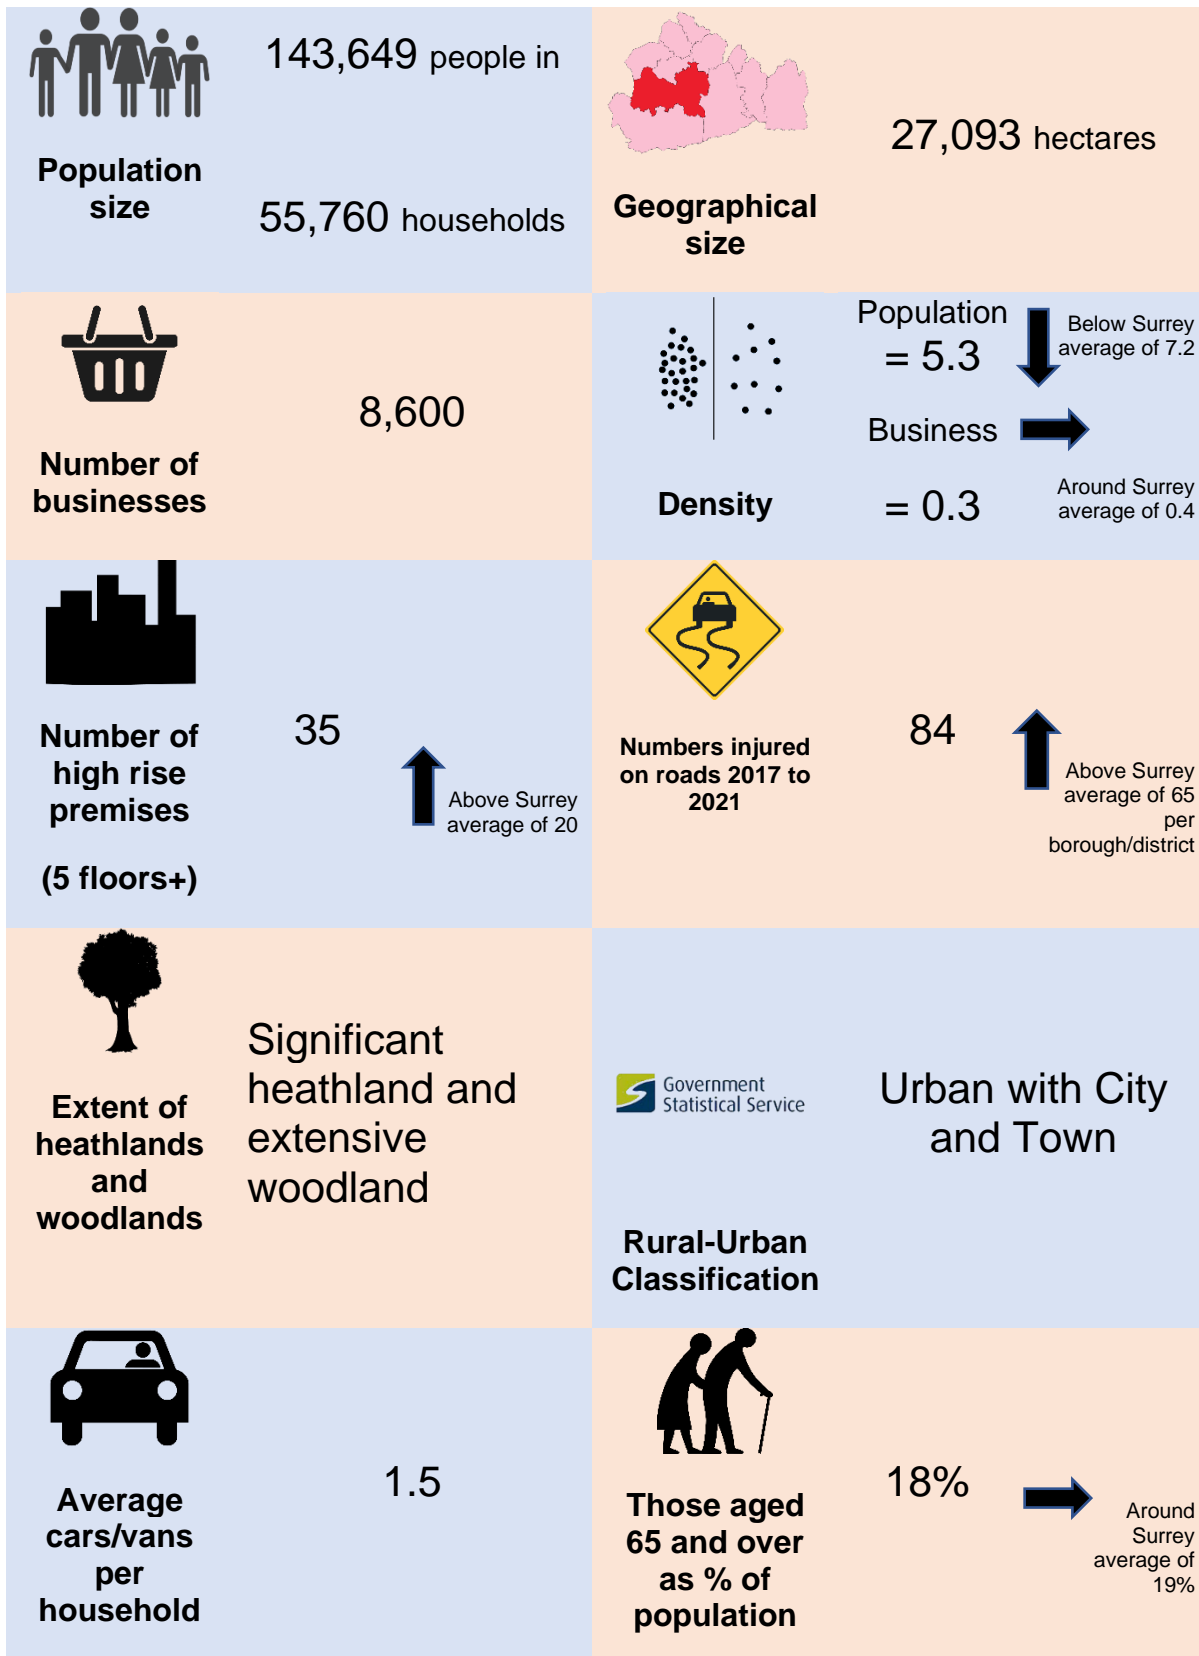 143,649 people in
Population
size
55,760 households
27,093 hectares
Geographical
size
8,600
Number of
businesses
Population
= 5.3
Below Surrey
average of 7.2
Business
Density
= 0.3
Around Surrey
average of 0.4
Number of
high rise
premises
(5 floors+)
35
Above Surrey
average of 20
Numbers injured
on roads 2017 to
2021
84
Above Surrey
average of 65
per
borough/district
Extent of
heathlands
and
woodlands
Significant
heathland and
extensive
woodland
Government
Statistical Service
Urban with City
and Town
Rural-Urban
Classification
Average
cars/vans
per
household
1.5
Those aged
65 and over
as % of
population
18%
Around
Surrey
average of
19%